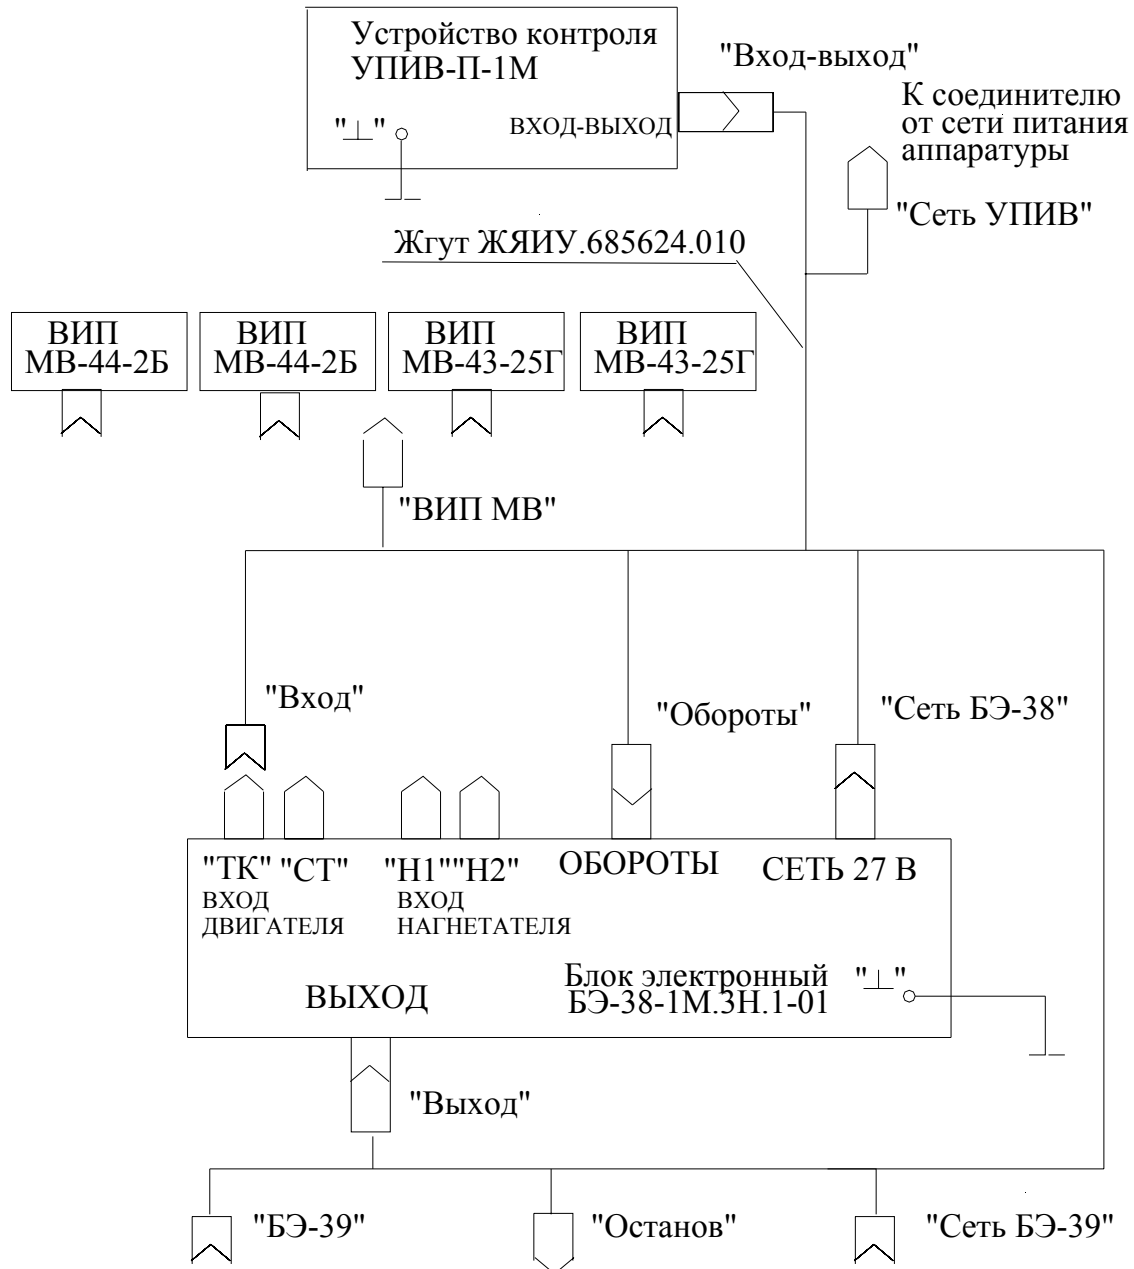 Устройство контроля
УПИВ-П-1М
"Вход-выход"
К соединителю
от сети питания
аппаратуры
"⊥"
ВХОД-ВЫХОД
"Сеть УПИВ"
Жгут ЖЯИУ.685624.010
ВИП
МВ-44-2Б
ВИП
МВ-44-2Б
ВИП
МВ-43-25Г
ВИП
МВ-43-25Г
"ВИП МВ"
"Вход"
"Обороты"
"Сеть БЭ-38"
"ТК" "СТ"
"Н1""Н2"
ОБОРОТЫ
СЕТЬ 27 В
ВХОД
ДВИГАТЕЛЯ
ВХОД
НАГНЕТАТЕЛЯ
Блок электронный
БЭ-38-1М.3Н.1-01
"⊥"
ВЫХОД
"Выход"
"БЭ-39"
"Останов"
"Сеть БЭ-39"